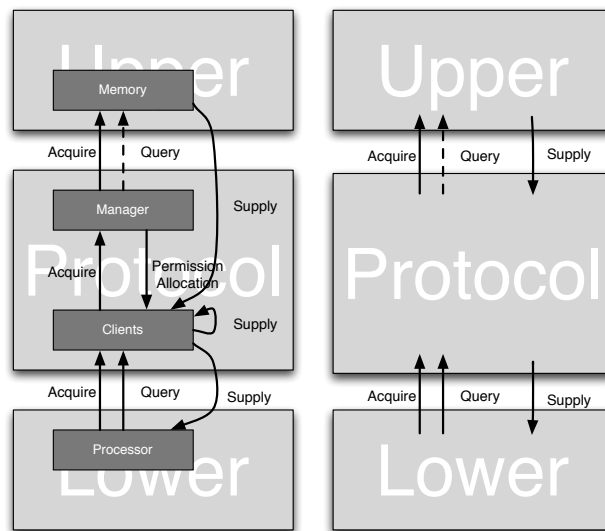 Upper
Memory
Acquire
Query
Supply
Protocol
Manager
Acquire
Permission
Allocation
Clients
Supply
Acquire
Query
Supply
Lower
Processor
Upper
Acquire
Query
Supply
Protocol
Acquire
Query
Supply
Lower